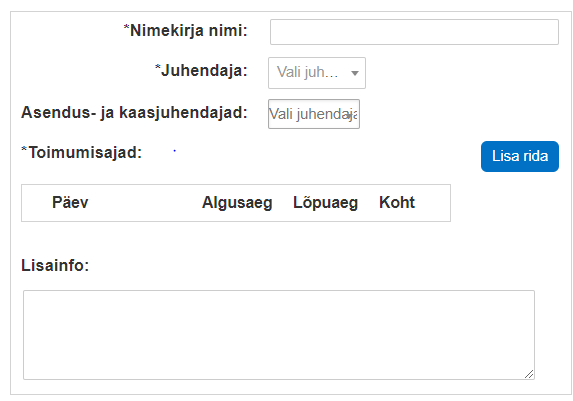 *Nimekirja nimi:
*Juhendaja: Vali juh...
Asendus- ja kaasjuhendajad: Vali juhendaja
*Toimumisajad: Lisa rida
Päev Algusaeg Lõpuaeg Koht
Lisainfo: